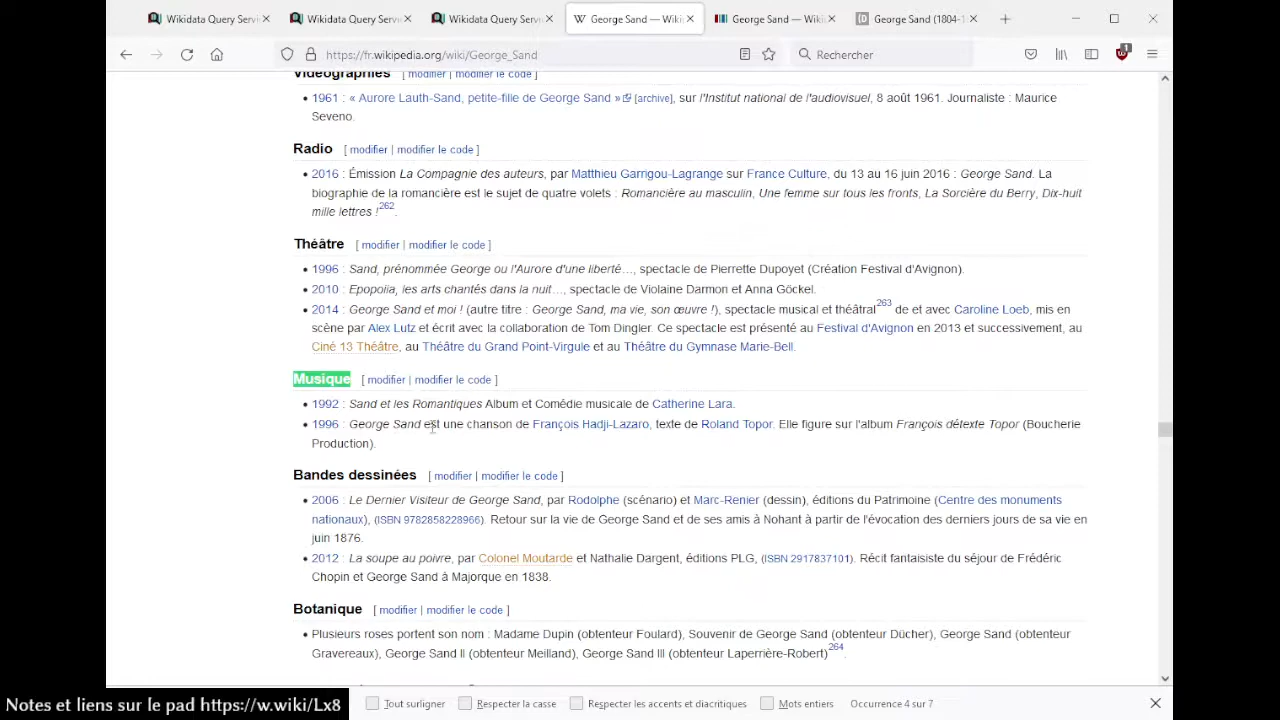 Wikidata Query Servi
Wikidata Query Servi
Wikidata Query Servi
George Sand — Wiki
George Sand — Wiki
George Sand (1804-1
https://fr.wikipedia.org/wiki/George_Sand
Rechercher
1
Vidéographies [ modifier | modifier le code ]
• 1961 : « Aurore Lauth-Sand, petite-fille de George Sand » [archive], sur l'Institut national de l'audiovisuel, 8 août 1961. Journaliste : Maurice
Seveno.
Radio [ modifier | modifier le code ]
• 2016 : Émission La Compagnie des auteurs, par Matthieu Garrigou-Lagrange sur France Culture, du 13 au 16 juin 2016 : George Sand. La
biographie de la romancière est le sujet de quatre volets : Romancière au masculin, Une femme sur tous les fronts, La Sorcière du Berry, Dix-huit
mille lettres !262.
Théâtre [ modifier | modifier le code ]
• 1996 : Sand, prénommée George ou l'Aurore d'une liberté…, spectacle de Pierrette Dupoyet (Création Festival d'Avignon).
• 2010 : Epopolia, les arts chantés dans la nuit…, spectacle de Violaine Darmon et Anna Göckel.
• 2014 : George Sand et moi ! (autre titre : George Sand, ma vie, son œuvre !), spectacle musical et théâtral263 de et avec Caroline Loeb, mis en
scène par Alex Lutz et écrit avec la collaboration de Tom Dingler. Ce spectacle est présenté au Festival d'Avignon en 2013 et successivement, au
Ciné 13 Théâtre, au Théâtre du Grand Point-Virgule et au Théâtre du Gymnase Marie-Bell.
Musique [ modifier | modifier le code ]
• 1992 : Sand et les Romantiques Album et Comédie musicale de Catherine Lara.
• 1996 : George Sand est une chanson de François Hadji-Lazaro, texte de Roland Topor. Elle figure sur l'album François détexte Topor (Boucherie
Production).
Bandes dessinées [ modifier | modifier le code ]
• 2006 : Le Dernier Visiteur de George Sand, par Rodolphe (scénario) et Marc-Renier (dessin), éditions du Patrimoine (Centre des monuments
nationaux), (ISBN 9782858228966). Retour sur la vie de George Sand et de ses amis à Nohant à partir de l'évocation des derniers jours de sa vie en
juin 1876.
• 2012 : La soupe au poivre, par Colonel Moutarde et Nathalie Dargent, éditions PLG, (ISBN 2917837101). Récit fantaisiste du séjour de Frédéric
Chopin et George Sand à Majorque en 1838.
Botanique [ modifier | modifier le code ]
• Plusieurs roses portent son nom : Madame Dupin (obtenteur Foulard), Souvenir de George Sand (obtenteur Dücher), George Sand (obtenteur
Gravereaux), George Sand II (obtenteur Meilland), George Sand III (obtenteur Laperrière-Robert)264.
Notes et liens sur le pad https://w.wiki/Lx8
Tout surligner
Respecter la casse
Respecter les accents et diacritiques
Mots entiers
Occurrence 4 sur 7